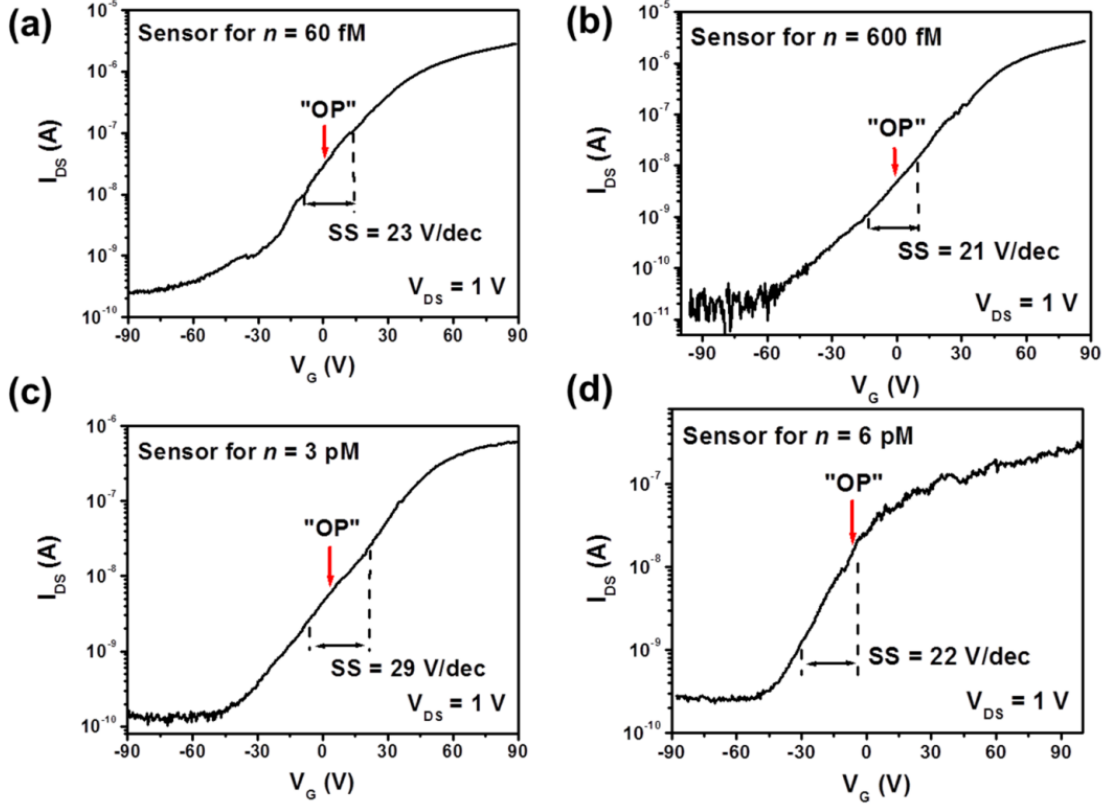 (a)
Sensor for n = 60 fM
"OP"
SS = 23 V/dec
V_DS = 1 V
I_DS (A)
10^-5
10^-6
10^-7
10^-8
10^-9
10^-10
-90 -60 -30 0 30 60 90
V_G (V)
(b)
Sensor for n = 600 fM
"OP"
SS = 21 V/dec
V_DS = 1 V
I_DS (A)
10^-5
10^-6
10^-7
10^-8
10^-9
10^-10
10^-11
-90 -60 -30 0 30 60 90
V_G (V)
(c)
Sensor for n = 3 pM
"OP"
SS = 29 V/dec
V_DS = 1 V
I_DS (A)
10^-6
10^-7
10^-8
10^-9
10^-10
-90 -60 -30 0 30 60 90
V_G (V)
(d)
Sensor for n = 6 pM
"OP"
SS = 22 V/dec
V_DS = 1 V
I_DS (A)
10^-7
10^-8
10^-9
10^-10
-90 -60 -30 0 30 60 90
V_G (V)